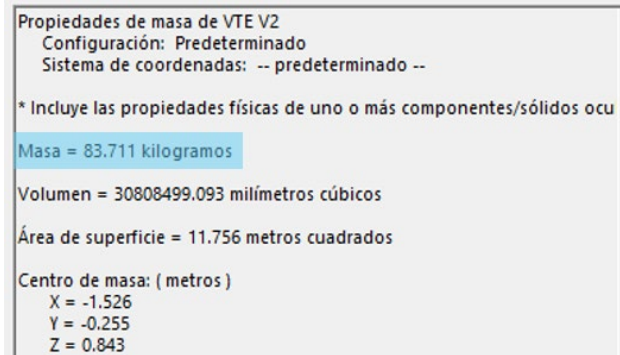 Propiedades de masa de VTE V2
Configuración: Predeterminado
Sistema de coordenadas: -- predeterminado --
* Incluye las propiedades físicas de uno o más componentes/sólidos ocu
Masa = 83.711 kilogramos
Volumen = 30808499.093 milímetros cúbicos
Área de superficie = 11.756 metros cuadrados
Centro de masa: ( metros )
X = -1.526
Y = -0.255
Z = 0.843